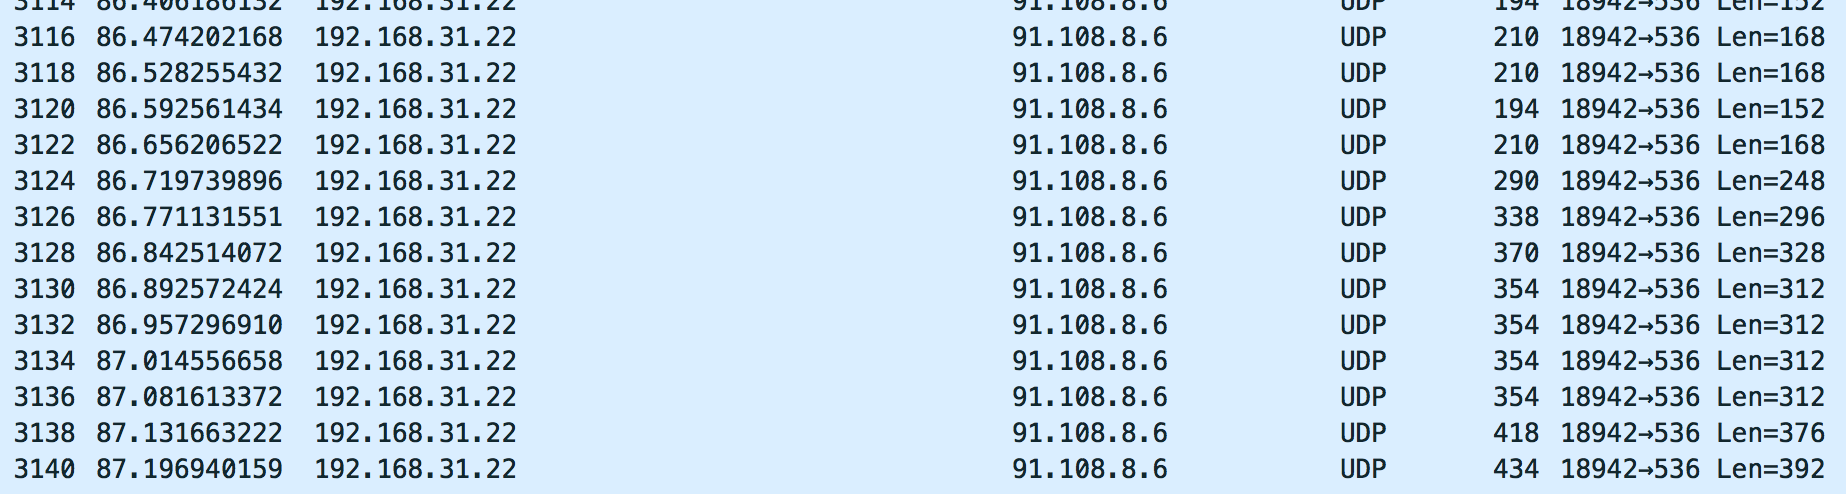 3114 86.406186132 192.168.31.22 91.108.8.6 UDP 194 18942→536 Len=152
3116 86.474202168 192.168.31.22 91.108.8.6 UDP 210 18942→536 Len=168
3118 86.528255432 192.168.31.22 91.108.8.6 UDP 210 18942→536 Len=168
3120 86.592561434 192.168.31.22 91.108.8.6 UDP 194 18942→536 Len=152
3122 86.656206522 192.168.31.22 91.108.8.6 UDP 210 18942→536 Len=168
3124 86.719739896 192.168.31.22 91.108.8.6 UDP 290 18942→536 Len=248
3126 86.771131551 192.168.31.22 91.108.8.6 UDP 338 18942→536 Len=296
3128 86.842514072 192.168.31.22 91.108.8.6 UDP 370 18942→536 Len=328
3130 86.892572424 192.168.31.22 91.108.8.6 UDP 354 18942→536 Len=312
3132 86.957296910 192.168.31.22 91.108.8.6 UDP 354 18942→536 Len=312
3134 87.014556658 192.168.31.22 91.108.8.6 UDP 354 18942→536 Len=312
3136 87.081613372 192.168.31.22 91.108.8.6 UDP 354 18942→536 Len=312
3138 87.131663222 192.168.31.22 91.108.8.6 UDP 418 18942→536 Len=376
3140 87.196940159 192.168.31.22 91.108.8.6 UDP 434 18942→536 Len=392